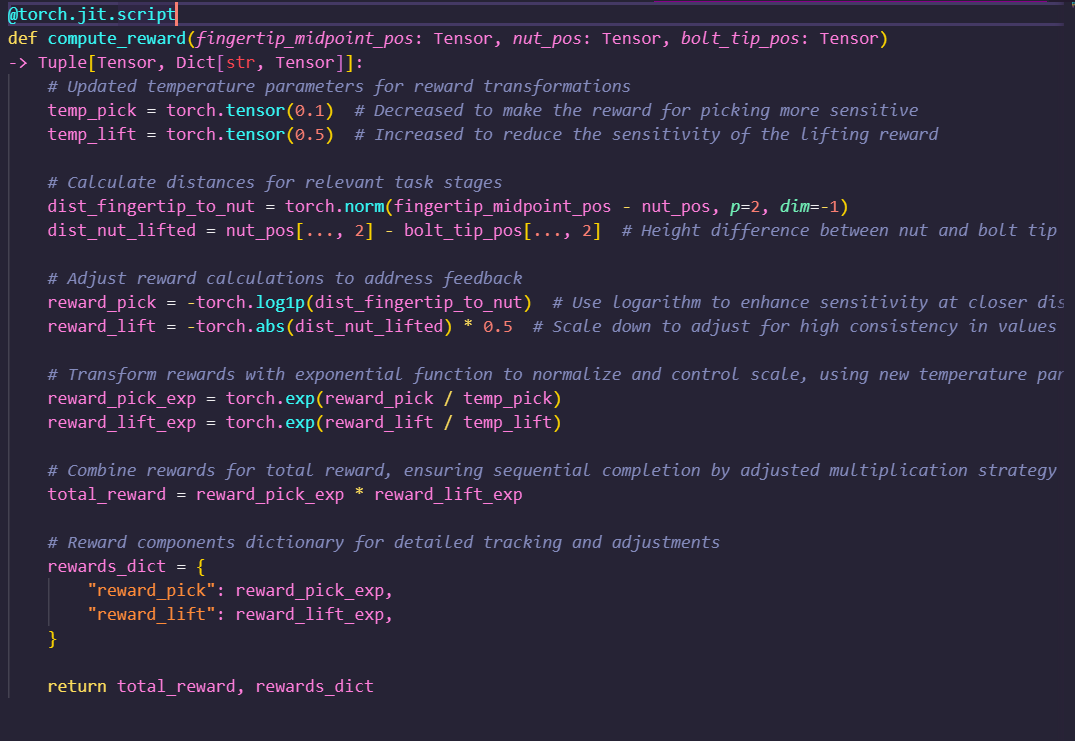 @torch.jit.script
def compute_reward(fingertip_midpoint_pos: Tensor, nut_pos: Tensor, bolt_tip_pos: Tensor)
-> Tuple[Tensor, Dict[str, Tensor]]:
    # Updated temperature parameters for reward transformations
    temp_pick = torch.tensor(0.1)  # Decreased to make the reward for picking more sensitive
    temp_lift = torch.tensor(0.5)  # Increased to reduce the sensitivity of the lifting reward

    # Calculate distances for relevant task stages
    dist_fingertip_to_nut = torch.norm(fingertip_midpoint_pos - nut_pos, p=2, dim=-1)
    dist_nut_lifted = nut_pos[..., 2] - bolt_tip_pos[..., 2]  # Height difference between nut and bolt tip

    # Adjust reward calculations to address feedback
    reward_pick = -torch.log1p(dist_fingertip_to_nut)  # Use logarithm to enhance sensitivity at closer dis
    reward_lift = -torch.abs(dist_nut_lifted) * 0.5  # Scale down to adjust for high consistency in values

    # Transform rewards with exponential function to normalize and control scale, using new temperature par
    reward_pick_exp = torch.exp(reward_pick / temp_pick)
    reward_lift_exp = torch.exp(reward_lift / temp_lift)

    # Combine rewards for total reward, ensuring sequential completion by adjusted multiplication strategy
    total_reward = reward_pick_exp * reward_lift_exp

    # Reward components dictionary for detailed tracking and adjustments
    rewards_dict = {
        "reward_pick": reward_pick_exp,
        "reward_lift": reward_lift_exp,
    }

    return total_reward, rewards_dict